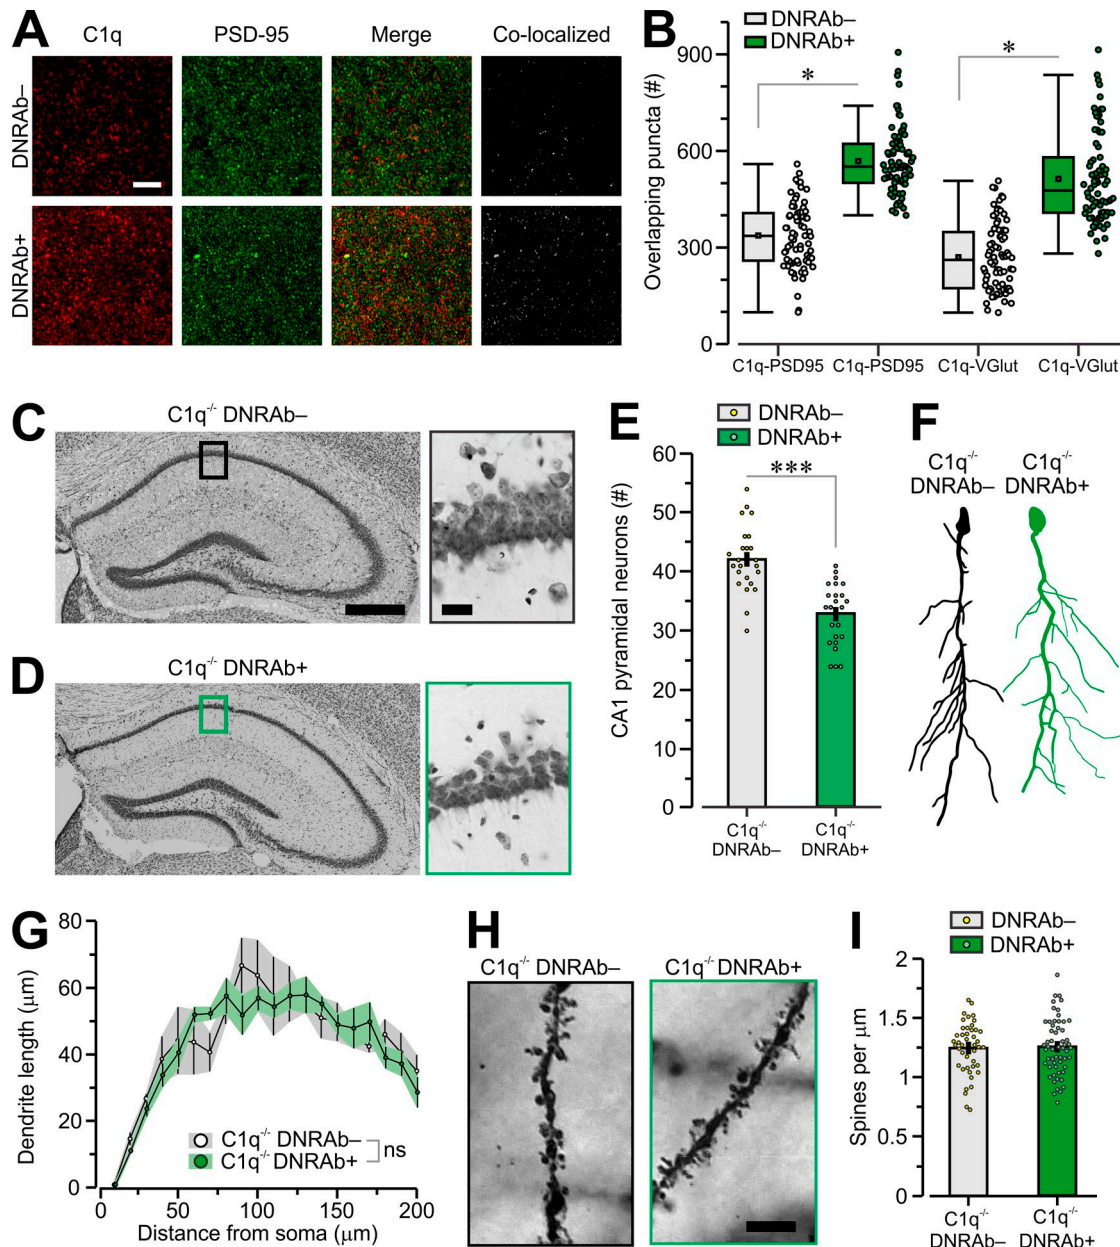 A
C1q
PSD-95
Merge
Co-localized
DNRAb–
DNRAb+
B
DNRAb–
DNRAb+
Overlapping puncta (#)
900
600
300
0
*
*
C1q-PSD95
C1q-PSD95
C1q-VGlut
C1q-VGlut
C
C1q-/- DNRAb–
D
C1q-/- DNRAb+
E
DNRAb–
DNRAb+
CA1 pyramidal neurons (#)
60
50
40
30
20
10
0
***
C1q-/-
DNRAb–
C1q-/-
DNRAb+
F
C1q-/-
DNRAb–
C1q-/-
DNRAb+
G
Dendrite length (μm)
80
60
40
20
0
C1q-/- DNRAb–
C1q-/- DNRAb+
ns
0
50
100
150
200
Distance from soma (μm)
H
C1q-/- DNRAb–
C1q-/- DNRAb+
I
DNRAb–
DNRAb+
Spines per μm
2
1.5
1
0.5
0
C1q-/-
DNRAb–
C1q-/-
DNRAb+